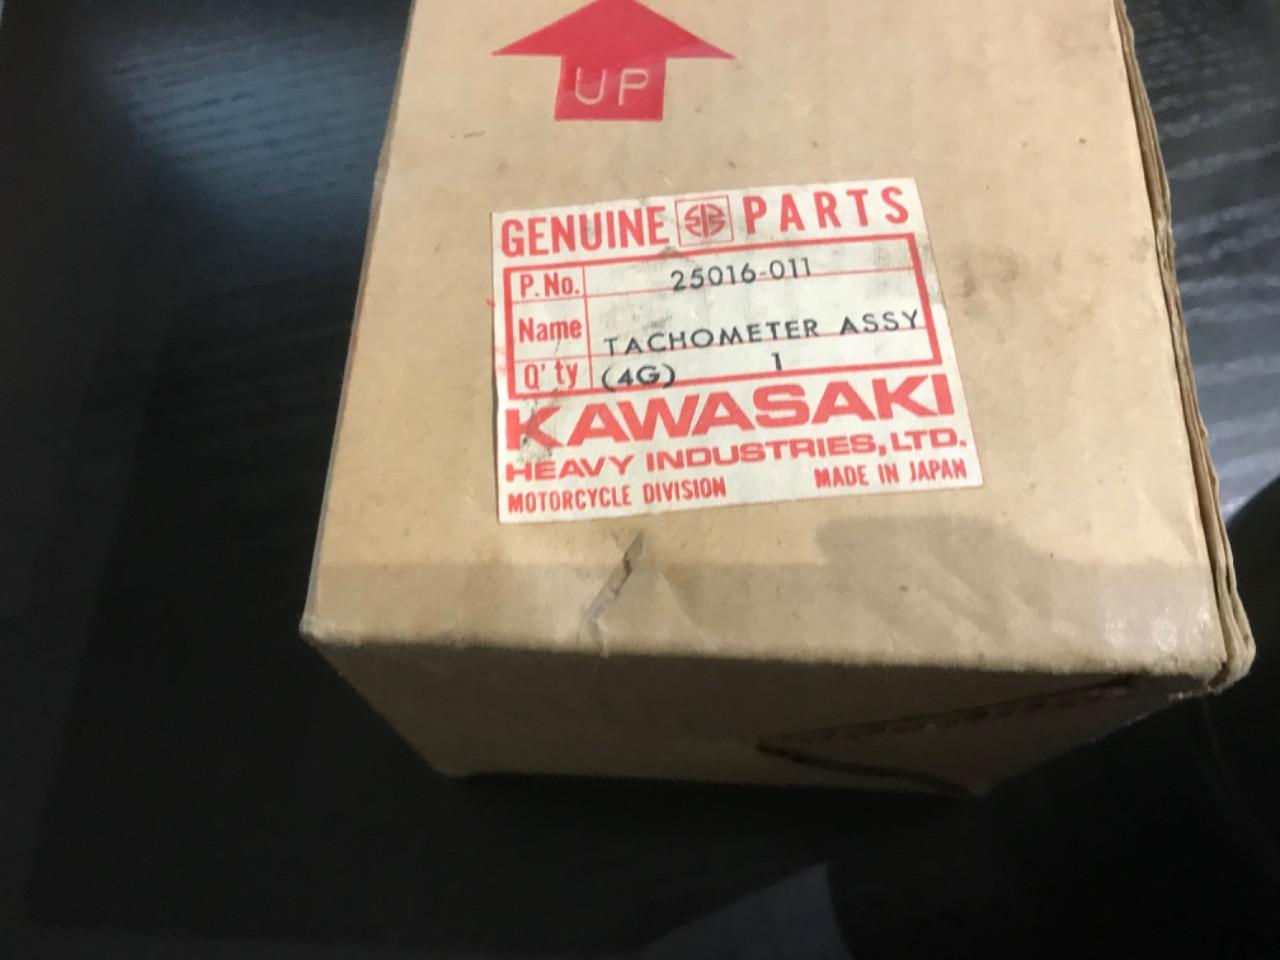 UP
GENUINE PARTS
P.No. 25016-011
Name TACHOMETER ASSY
Q'ty (4G) 1
KAWASAKI
HEAVY INDUSTRIES, LTD.
MOTORCYCLE DIVISION MADE IN JAPAN